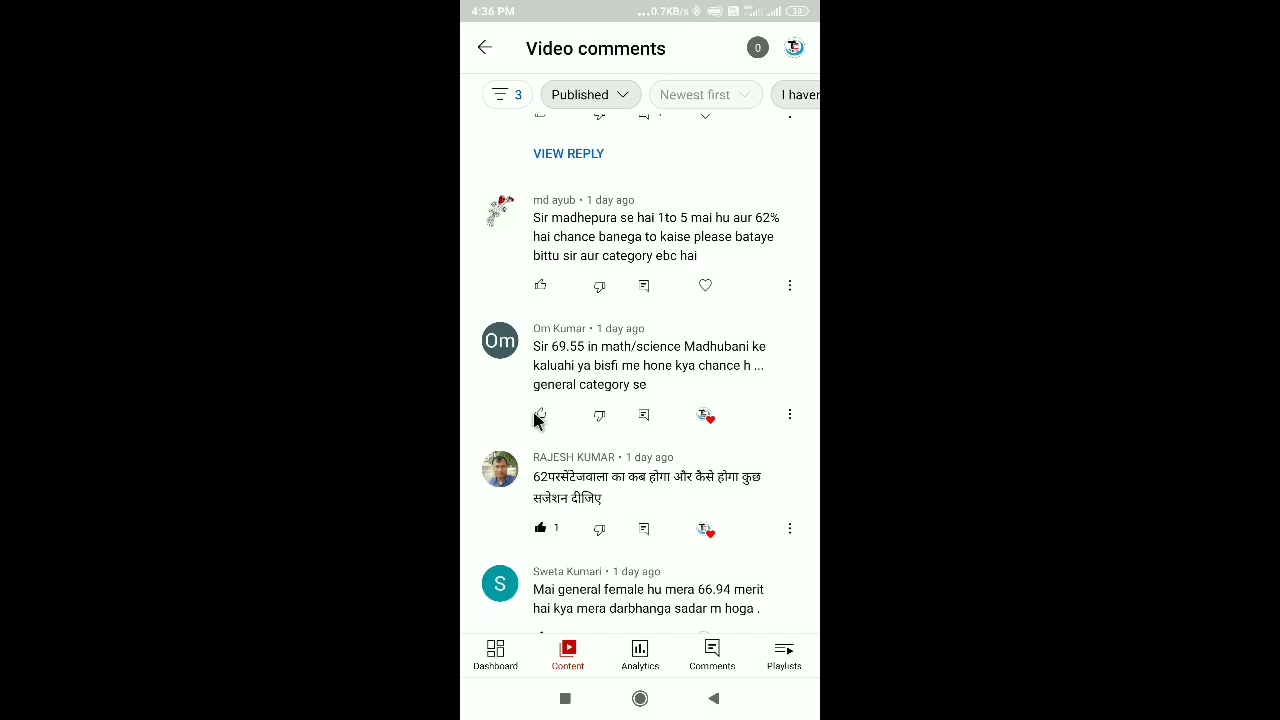 4:36 PM
...0.7KB/s
30
Video comments
0
3
Published
Newest first
I haven
VIEW REPLY
md ayub • 1 day ago
Sir madhepura se hai 1to 5 mai hu aur 62%
hai chance banega to kaise please bataye
bittu sir aur category ebc hai
Om
Om Kumar • 1 day ago
Sir 69.55 in math/science Madhubani ke
kaluahi ya bisfi me hone kya chance h ...
general category se
RAJESH KUMAR • 1 day ago
62परसेंटेजवाला का कब होगा और कैसे होगा कुछ
सजेशन दीजिए
1
S
Sweta Kumari • 1 day ago
Mai general female hu mera 66.94 merit
hai kya mera darbhanga sadar m hoga .
Dashboard
Content
Analytics
Comments
Playlists